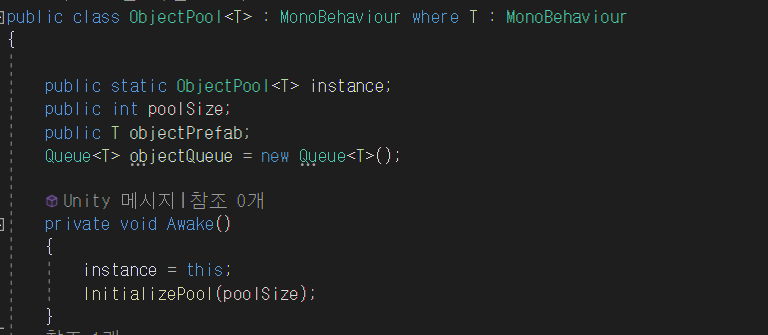 public class ObjectPool<T> : MonoBehaviour where T : MonoBehaviour
{
public static ObjectPool<T> instance;
public int poolSize;
public T objectPrefab;
Queue<T> objectQueue = new Queue<T>();
Unity 메시지|참조 0개
private void Awake()
{
instance = this;
InitializePool(poolSize);
}